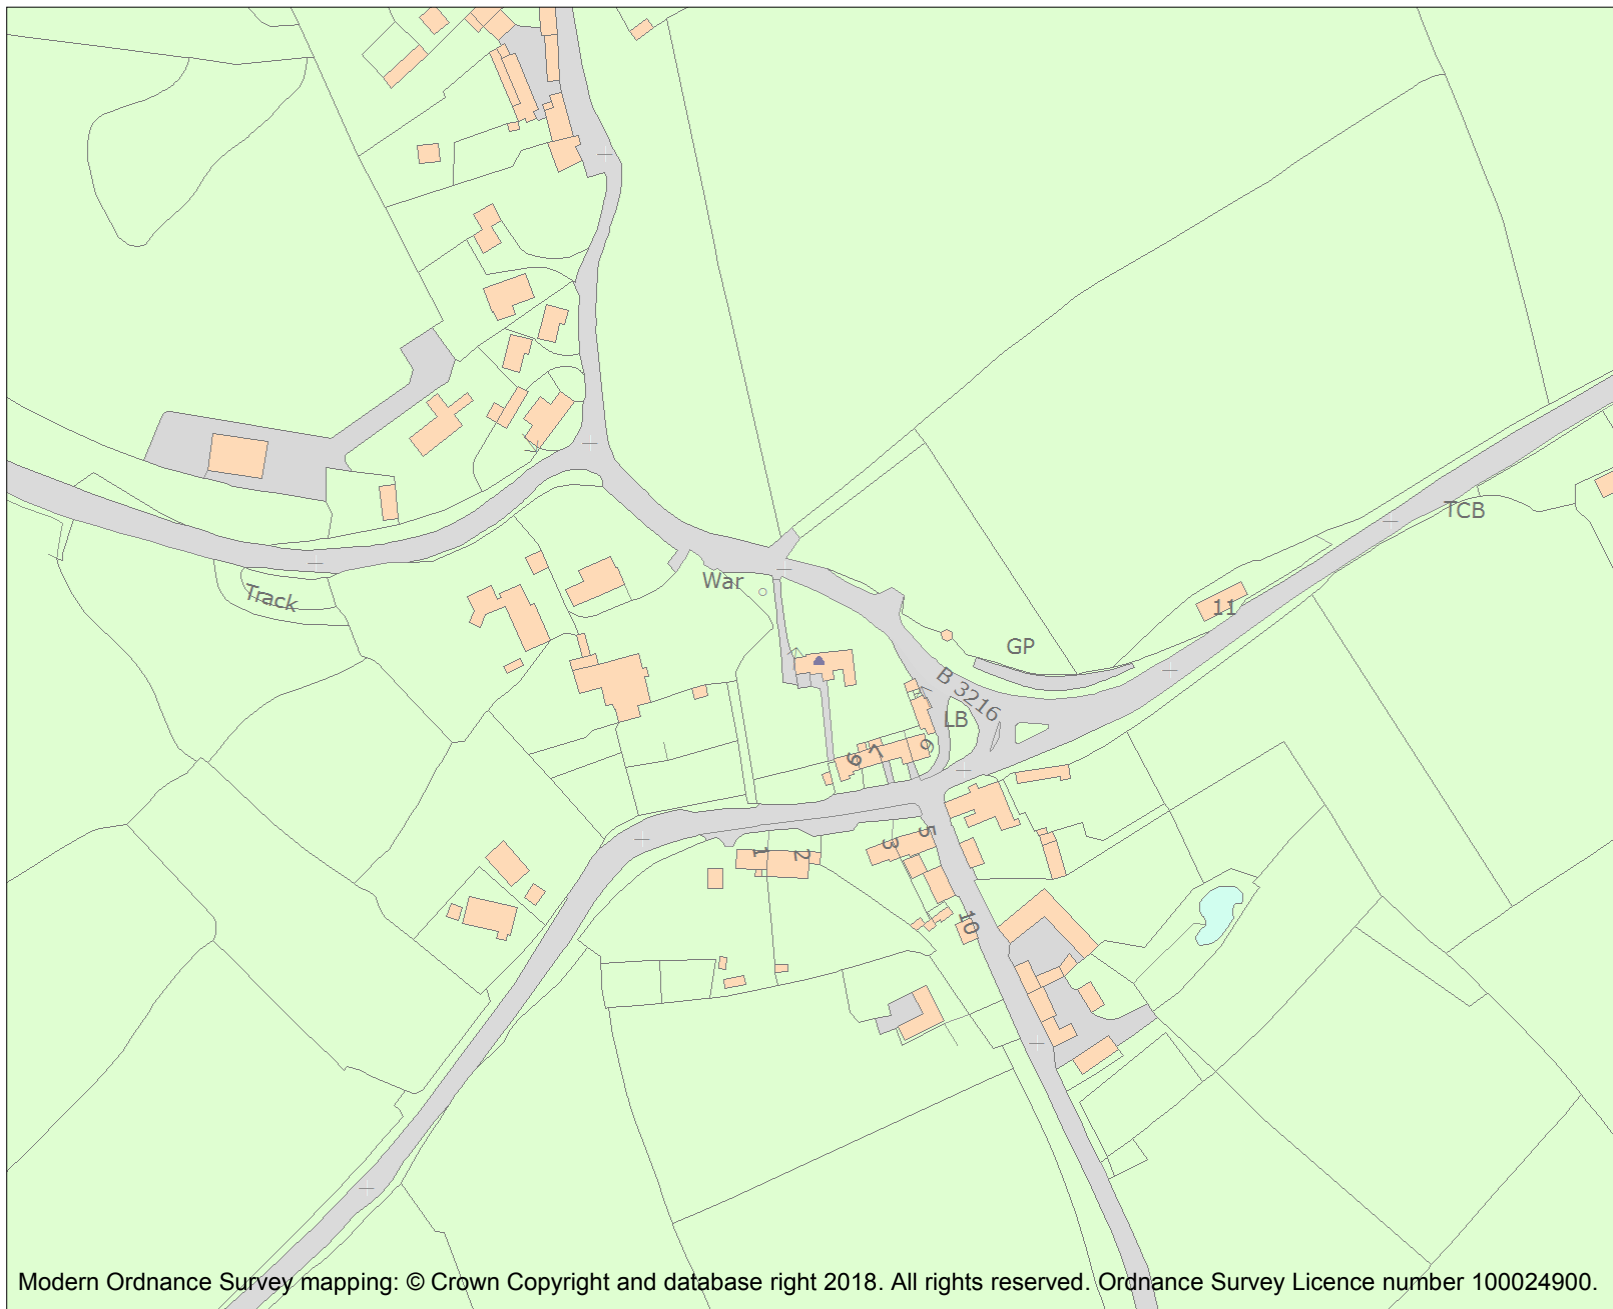 TCB
War
Track
11
GP
B 3216
LB
9
7
6
5
3
1
2
10
Modern Ordnance Survey mapping: © Crown Copyright and database right 2018. All rights reserved. Ordnance Survey Licence number 100024900.